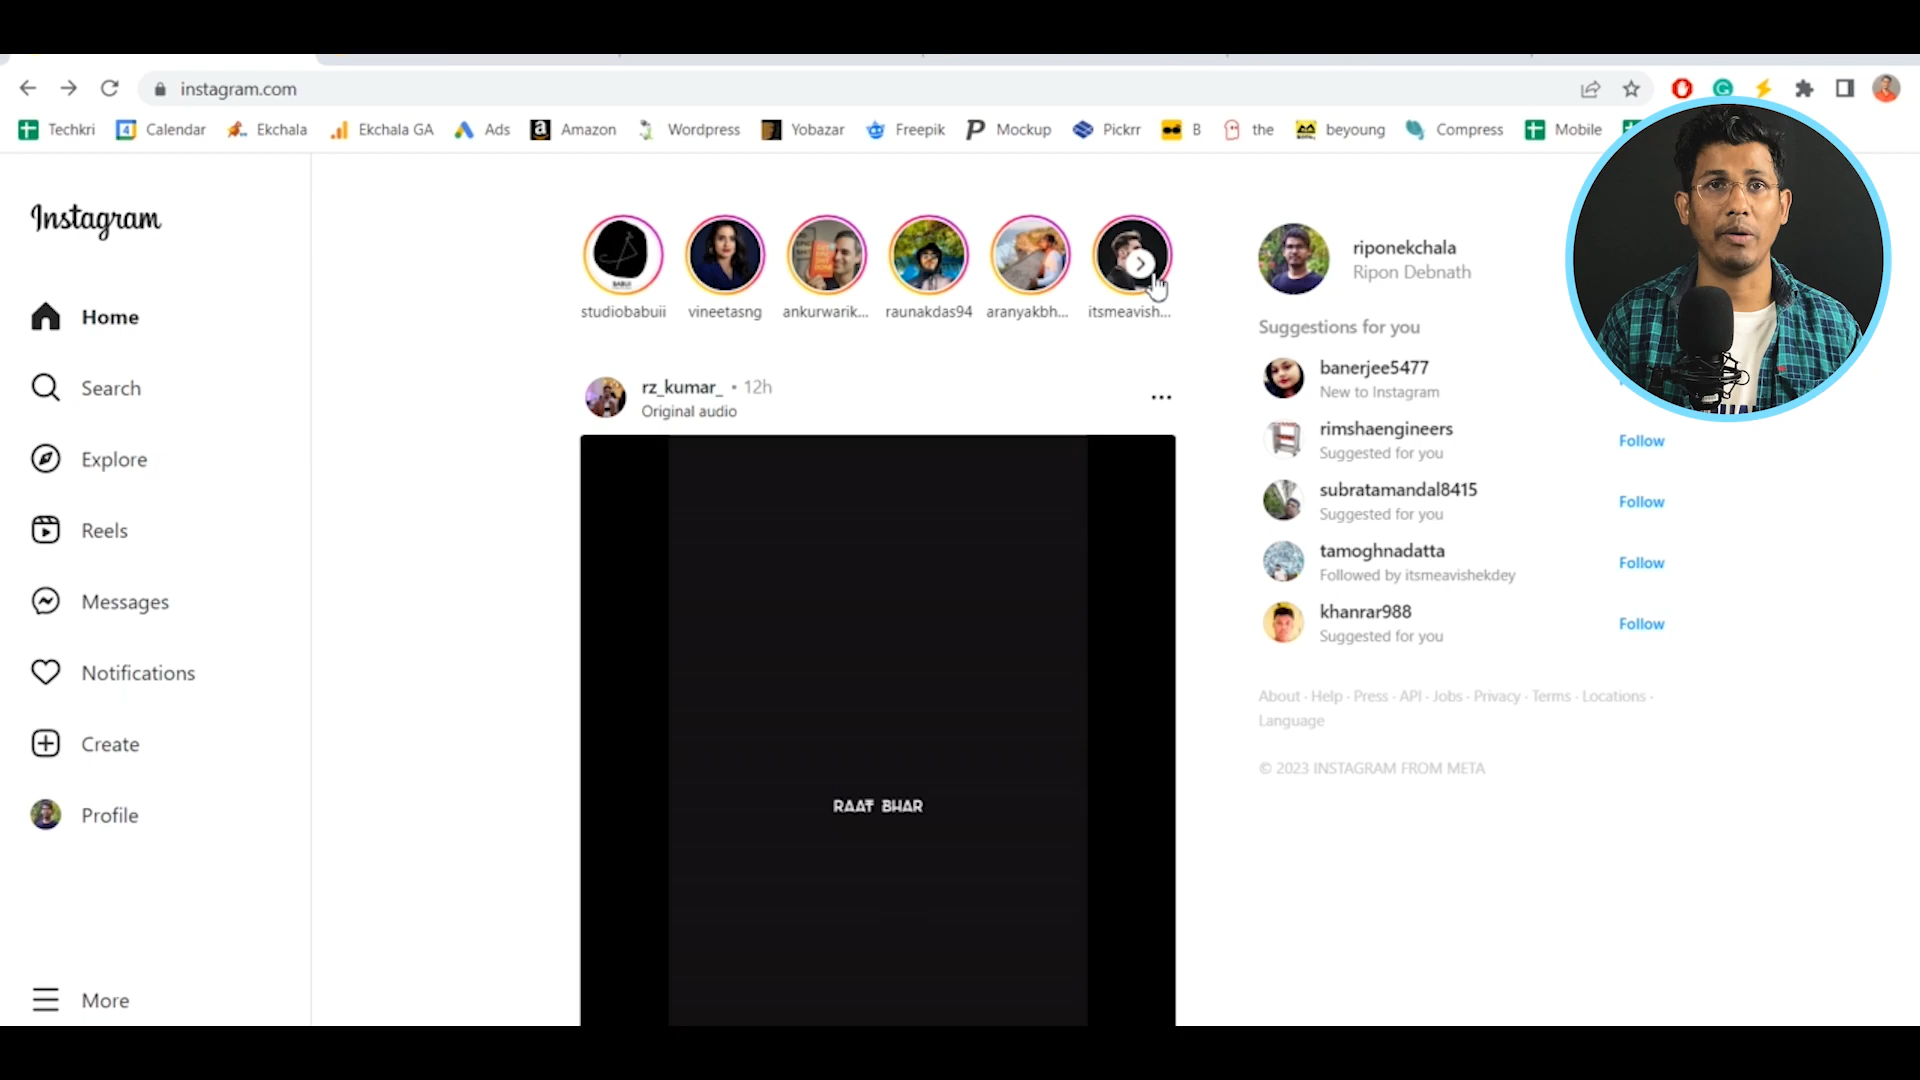 instagram.com
Techkri
Calendar
Ekchala
Ekchala GA
Ads
Amazon
Wordpress
Yobazar
Freepik
Mockup
Pickrr
B
the
beyoung
Compress
Mobile
Instagram
Home
Search
Explore
Reels
Messages
Notifications
Create
Profile
More
studiobabuii
vineetasng
ankurwarik...
raunakdas94
aranyakbh...
itsmeavish...
rz_kumar_ • 12h
Original audio
RAAT BHAR
riponekchala
Ripon Debnath
Suggestions for you
banerjee5477
New to Instagram
rimshaengineers
Suggested for you
Follow
subratamandal8415
Suggested for you
Follow
tamoghnadatta
Followed by itsmeavishekdey
Follow
khanrar988
Suggested for you
Follow
About · Help · Press · API · Jobs · Privacy · Terms · Locations ·
Language
© 2023 INSTAGRAM FROM META